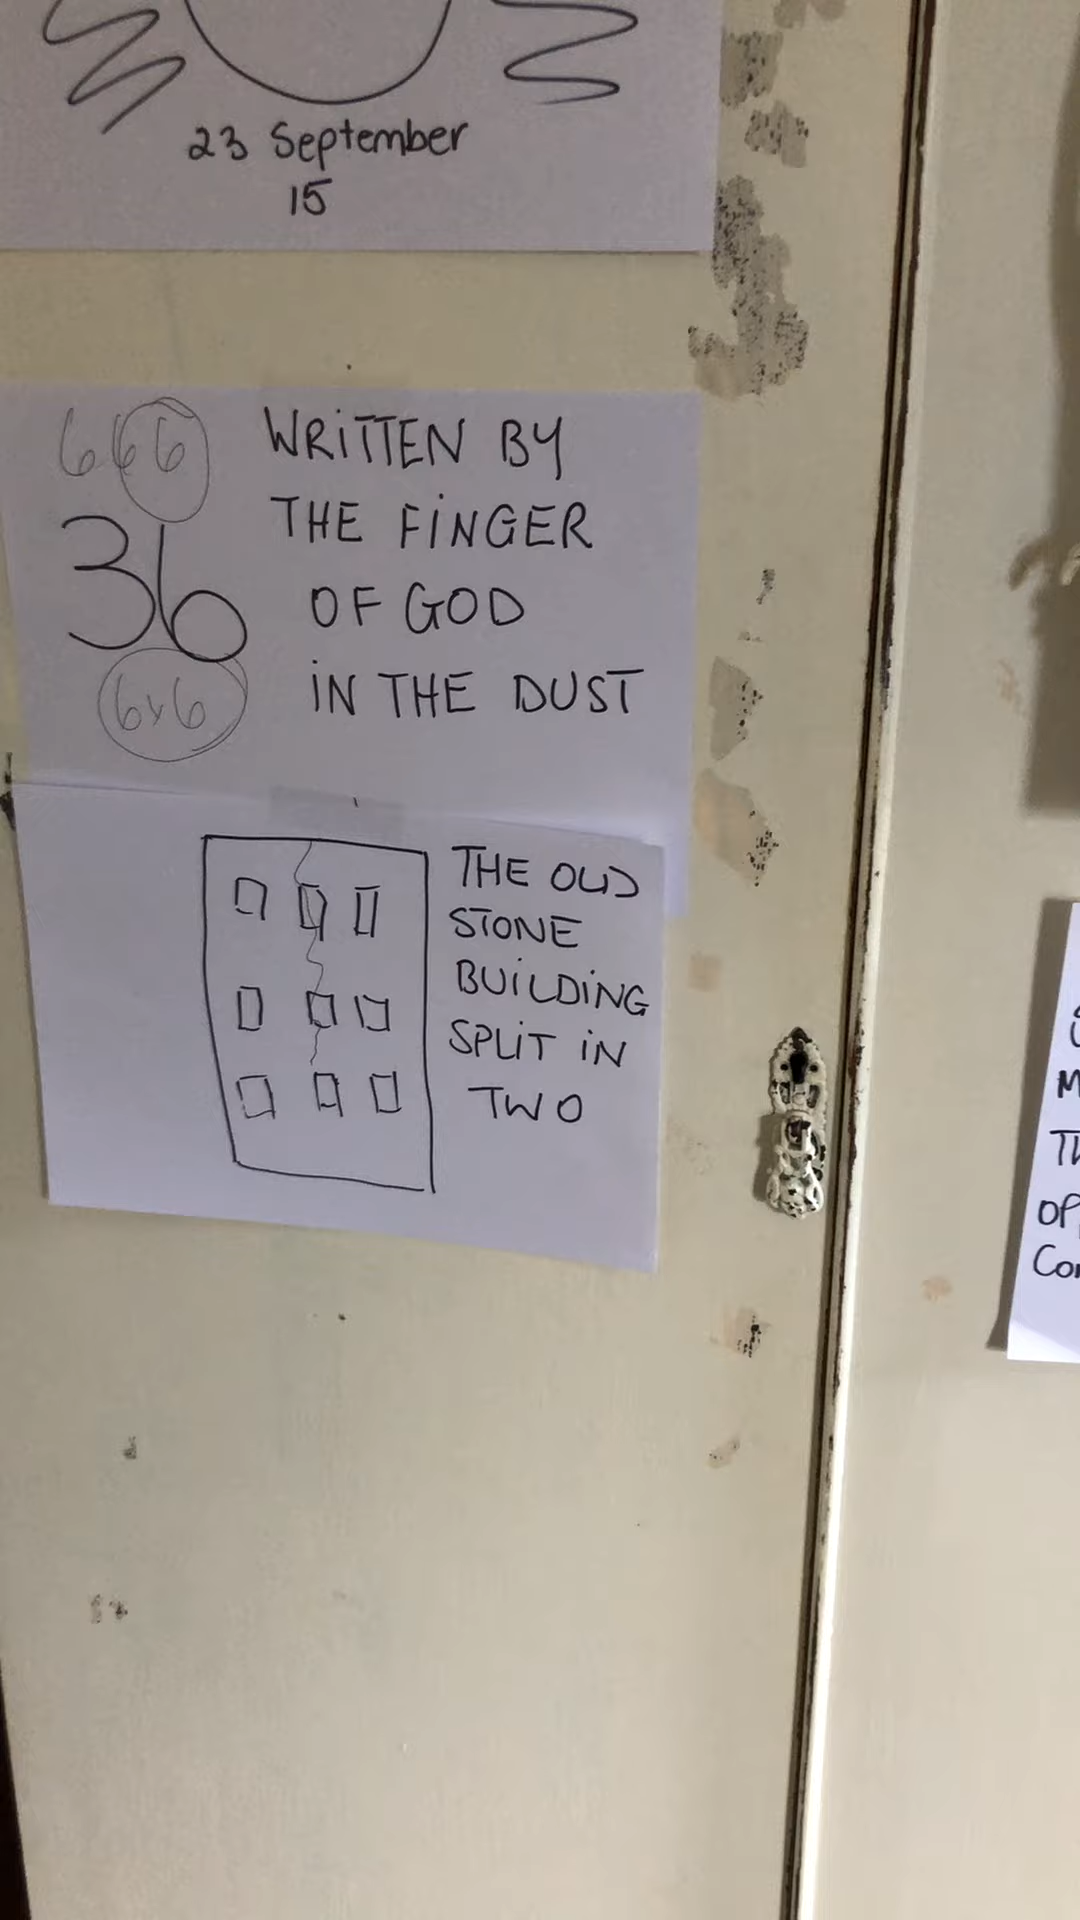 23 September
15
666
WRITTEN BY
THE FINGER
36
OF GOD
6x6
IN THE DUST
THE OLD
STONE
BUILDING
SPLIT IN
TWO